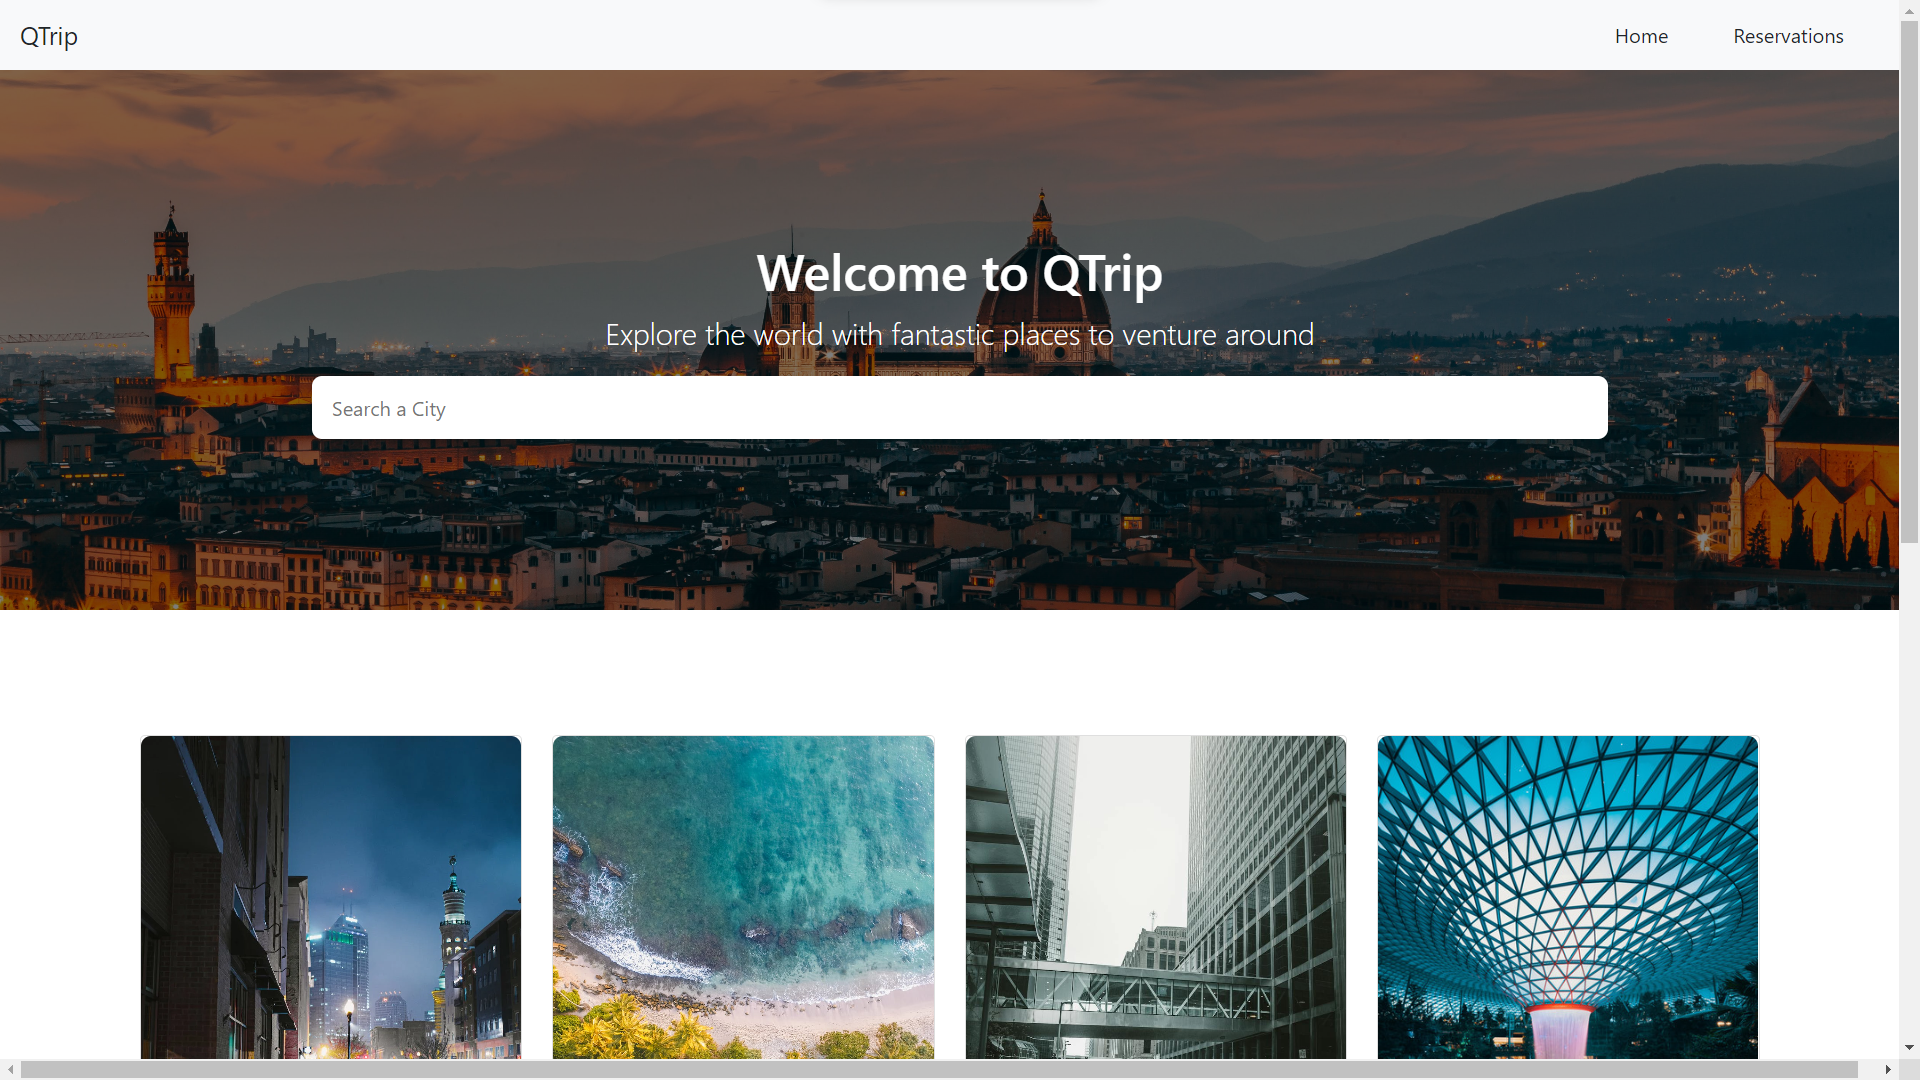 QTrip
Home
Reservations
Welcome to QTrip
Explore the world with fantastic places to venture around
Search a City